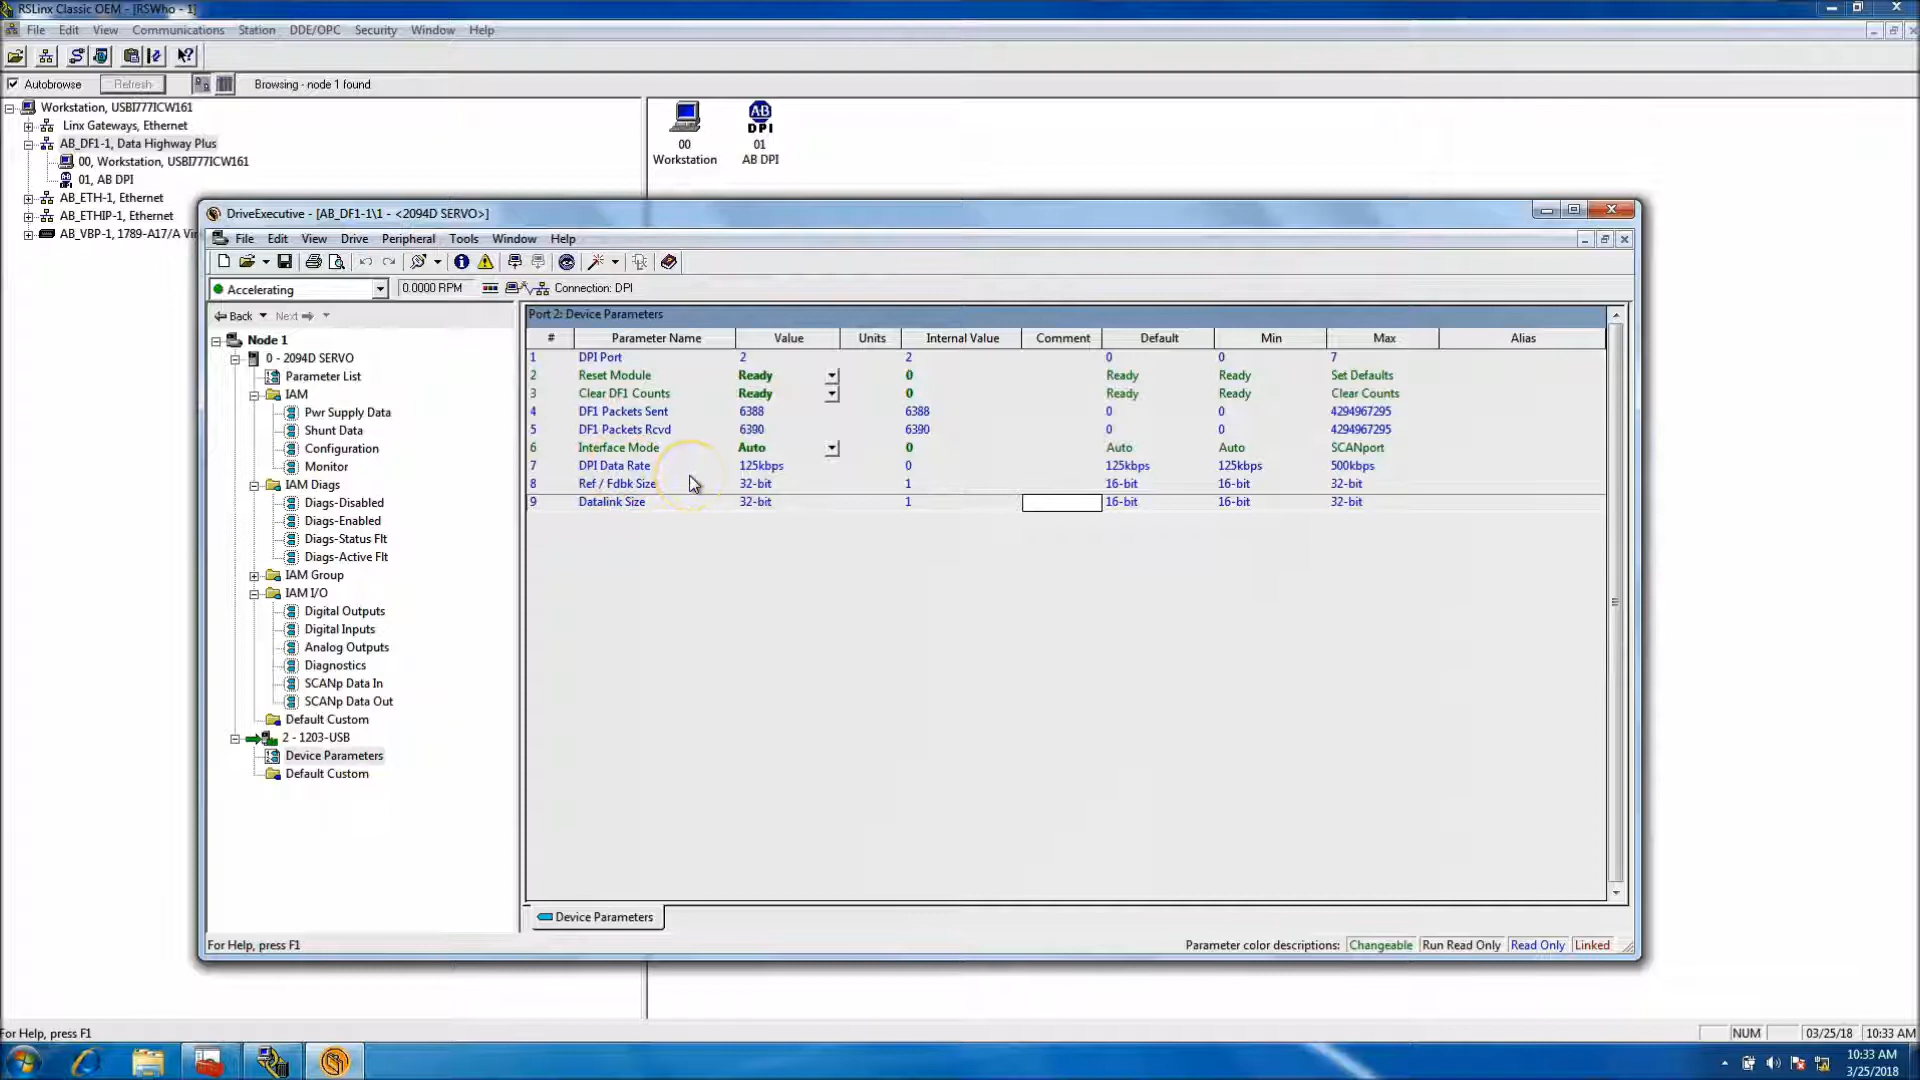 RSLinx Classic OEM - [RSWho - 1]
File Edit View Communications Station DDE/OPC Security Window Help
Autobrowse Refresh Browsing - node 1 found
Workstation, USBI777ICW161
Linx Gateways, Ethernet
AB_DF1-1, Data Highway Plus
00, Workstation, USBI777ICW161
01, AB DPI
AB_ETH-1, Ethernet
AB_ETHIP-1, Ethernet
AB_VBP-1, 1789-A17/A Vir
AB
DPI
00 01
Workstation AB DPI
DriveExecutive - [AB_DF1-1\1 - <2094D SERVO>]
File Edit View Drive Peripheral Tools Window Help
Accelerating 0.0000 RPM Connection: DPI
Back Next
Node 1
0 - 2094D SERVO
Parameter List
IAM
Pwr Supply Data
Shunt Data
Configuration
Monitor
IAM Diags
Diags-Disabled
Diags-Enabled
Diags-Status Flt
Diags-Active Flt
IAM Group
IAM I/O
Digital Outputs
Digital Inputs
Analog Outputs
Diagnostics
SCANp Data In
SCANp Data Out
Default Custom
2 - 1203-USB
Device Parameters
Default Custom
Port 2: Device Parameters
# Parameter Name Value Units Internal Value Comment Default Min Max Alias
1 DPI Port 2 2 0 0 7
2 Reset Module Ready 0 Ready Ready Set Defaults
3 Clear DF1 Counts Ready 0 Ready Ready Clear Counts
4 DF1 Packets Sent 6388 6388 0 0 4294967295
5 DF1 Packets Rcvd 6390 6390 0 0 4294967295
6 Interface Mode Auto 0 Auto Auto SCANport
7 DPI Data Rate 125kbps 0 125kbps 125kbps 500kbps
8 Ref / Fdbk Size 32-bit 1 16-bit 16-bit 32-bit
9 Datalink Size 32-bit 1 16-bit 16-bit 32-bit
Device Parameters
For Help, press F1 Parameter color descriptions: Changeable Run Read Only Read Only Linked
For Help, press F1 NUM 03/25/18 10:33 AM
10:33 AM
3/25/2018